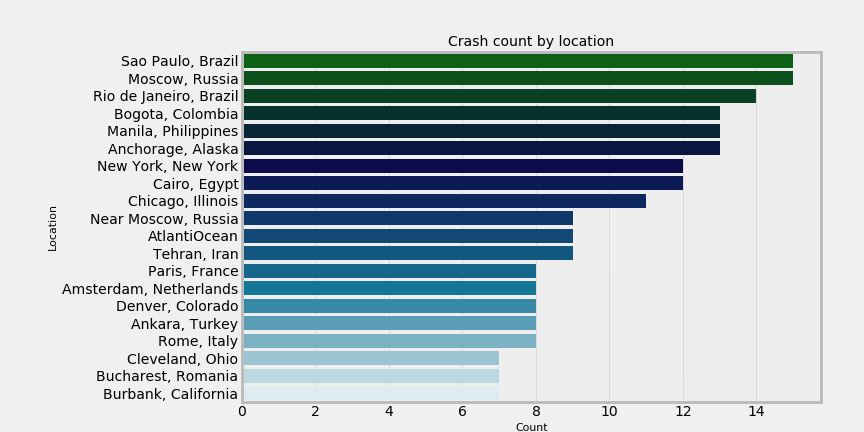 Crash count by location
Sao Paulo, Brazil
Moscow, Russia
Rio de Janeiro, Brazil
Bogota, Colombia
Manila, Philippines
Anchorage, Alaska
New York, New York
Cairo, Egypt
Chicago, Illinois
Near Moscow, Russia
AtlantiOcean
Tehran, Iran
Paris, France
Amsterdam, Netherlands
Denver, Colorado
Ankara, Turkey
Rome, Italy
Cleveland, Ohio
Bucharest, Romania
Burbank, California
Location
0 2 4 6 8 10 12 14
Count